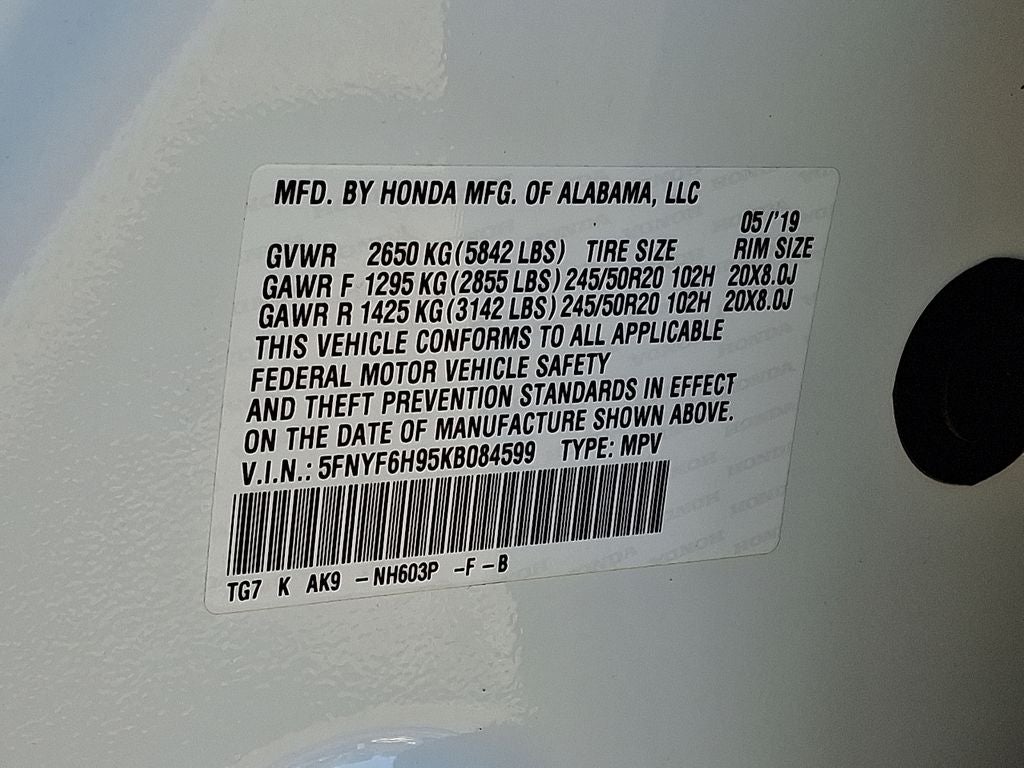 MFD. BY HONDA MFG. OF ALABAMA, LLC
05/'19
GVWR 2650 KG (5842 LBS) TIRE SIZE RIM SIZE
GAWR F 1295 KG (2855 LBS) 245/50R20 102H 20X8.0J
GAWR R 1425 KG (3142 LBS) 245/50R20 102H 20X8.0J
THIS VEHICLE CONFORMS TO ALL APPLICABLE
FEDERAL MOTOR VEHICLE SAFETY
AND THEFT PREVENTION STANDARDS IN EFFECT
ON THE DATE OF MANUFACTURE SHOWN ABOVE.
V.I.N.: 5FNYF6H95KB084599 TYPE: MPV
TG7 K AK9 -NH603P -F-B